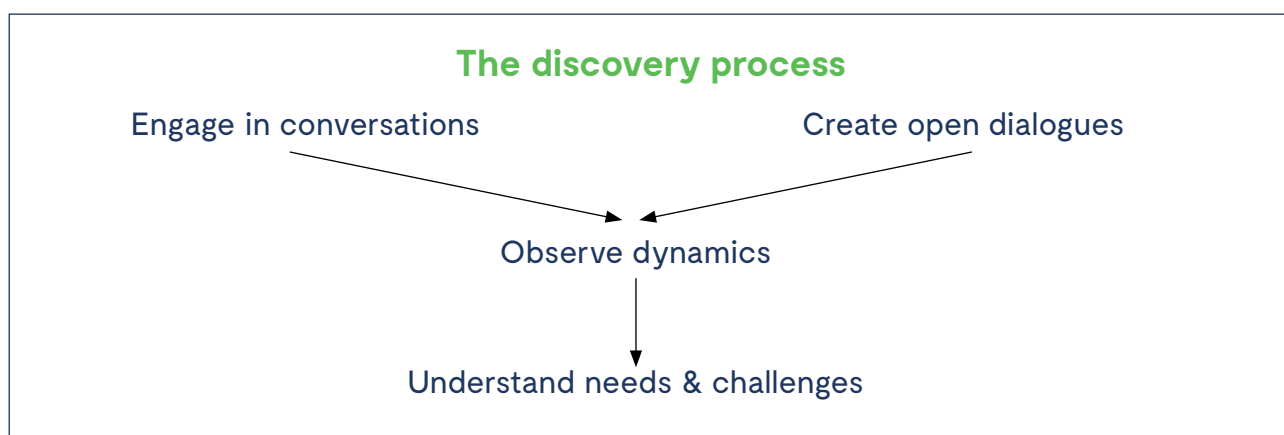 The discovery process
Engage in conversations
Create open dialogues
Observe dynamics
Understand needs & challenges